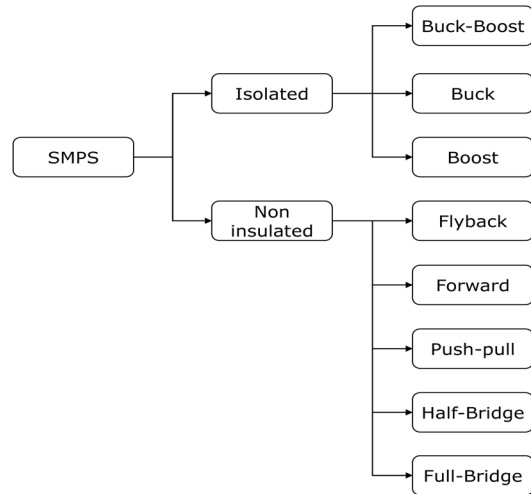 SMPS
Isolated
Buck-Boost
Buck
Boost
Non
insulated
Flyback
Forward
Push-pull
Half-Bridge
Full-Bridge